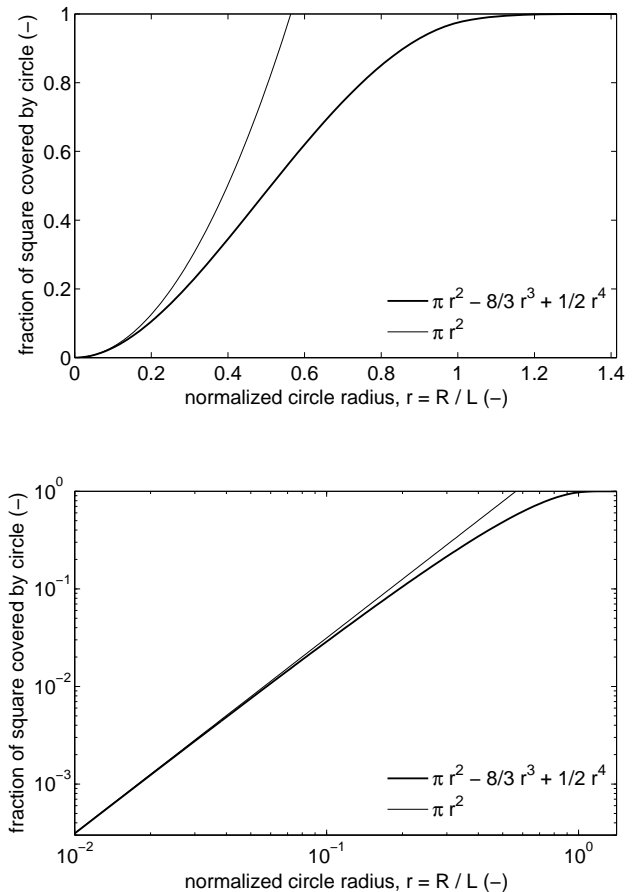 1
0.8
0.6
0.4
0.2
0
fraction of square covered by circle (−)
π r² − 8/3 r³ + 1/2 r⁴
π r²
0 0.2 0.4 0.6 0.8 1 1.2 1.4
normalized circle radius, r = R / L (−)
10⁰
10⁻¹
10⁻²
10⁻³
fraction of square covered by circle (−)
π r² − 8/3 r³ + 1/2 r⁴
π r²
10⁻² 10⁻¹ 10⁰
normalized circle radius, r = R / L (−)